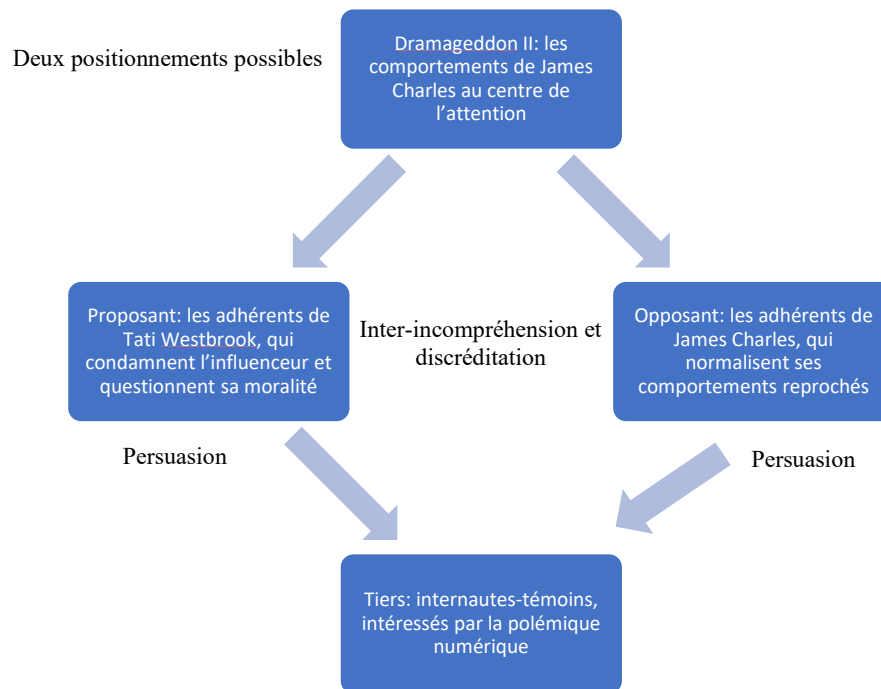 Deux positionnements possibles
Dramageddon II: les
comportements de James
Charles au centre de
l'attention
Proposant: les adhérents de
Tati Westbrook, qui
condamnent l'influenceur et
questionnent sa moralité
Inter-incompréhension et
discréditation
Opposant: les adhérents de
James Charles, qui
normalisent ses
comportements reprochés
Persuasion
Persuasion
Tiers: internautes-témoins,
intéressés par la polémique
numérique